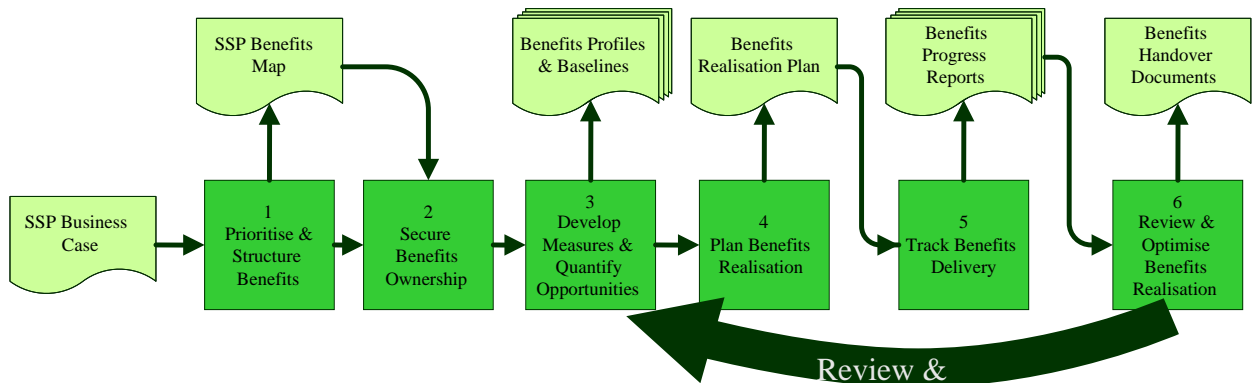 SSP Benefits
Map
Benefits Profiles
& Baselines
Benefits
Realisation Plan
Benefits
Progress
Reports
Benefits
Handover
Documents
SSP Business
Case
1
Prioritise &
Structure
Benefits
2
Secure
Benefits
Ownership
3
Develop
Measures &
Quantify
Opportunities
4
Plan Benefits
Realisation
5
Track Benefits
Delivery
6
Review &
Optimise
Benefits
Realisation
Review &